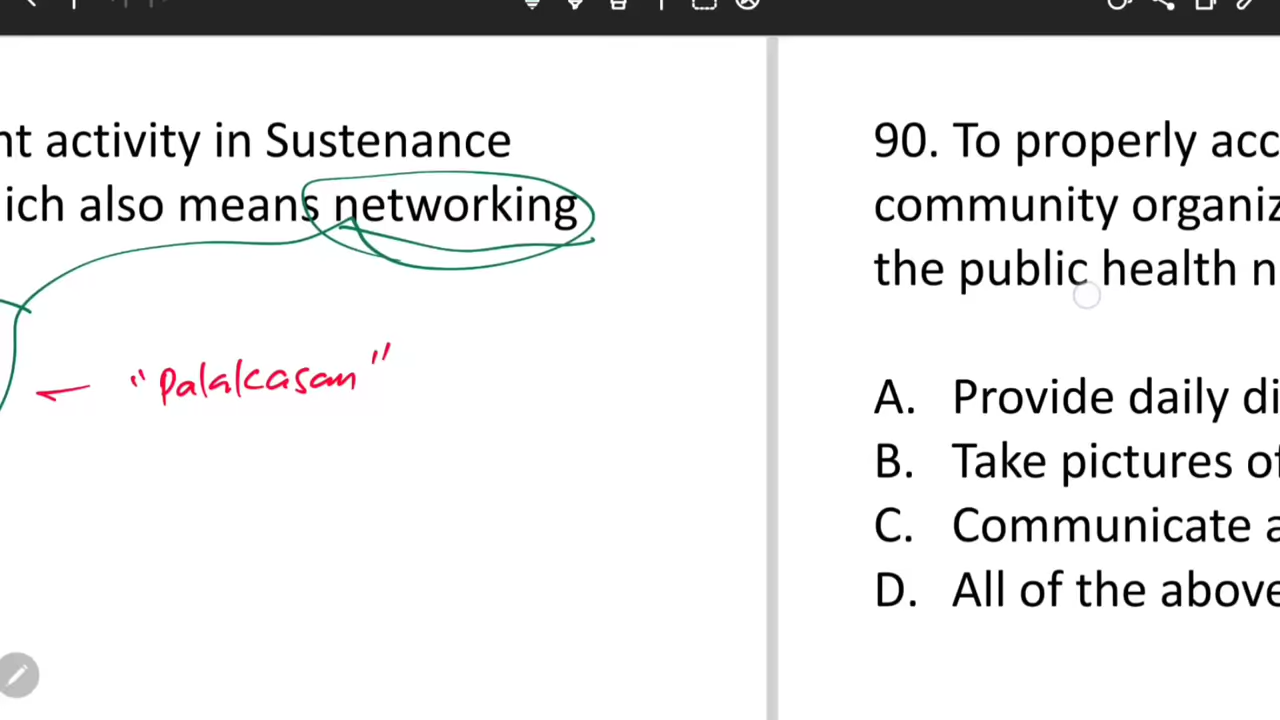 nt activity in Sustenance
ich also means networking
"Palakasan"
90. To properly acc
community organiz
the public health n
A. Provide daily di
B. Take pictures of
C. Communicate a
D. All of the above